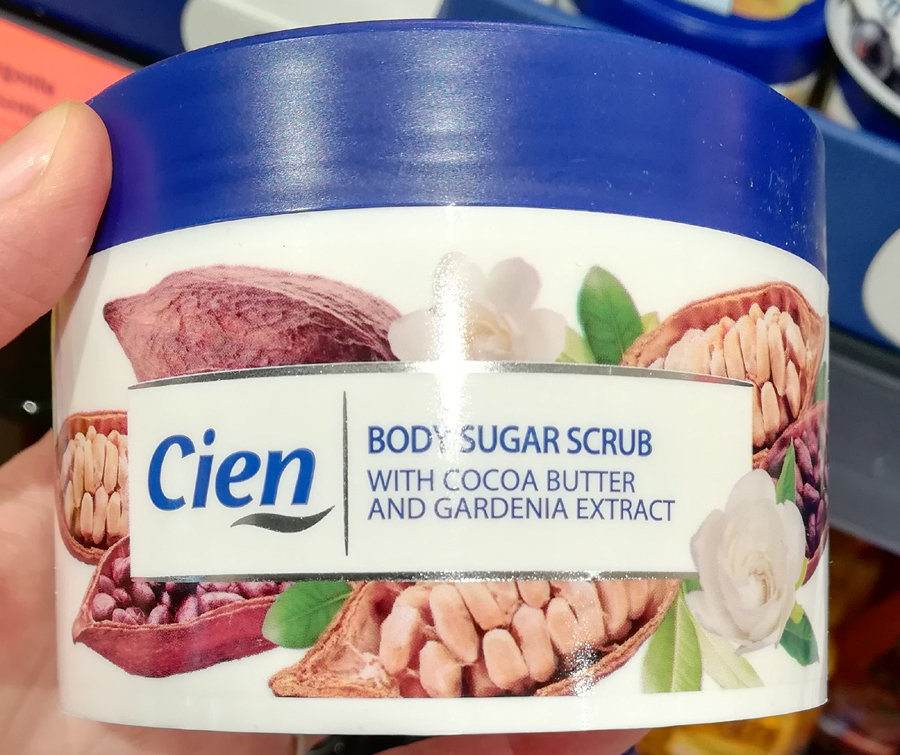 Cien
BODY SUGAR SCRUB
WITH COCOA BUTTER
AND GARDENIA EXTRACT